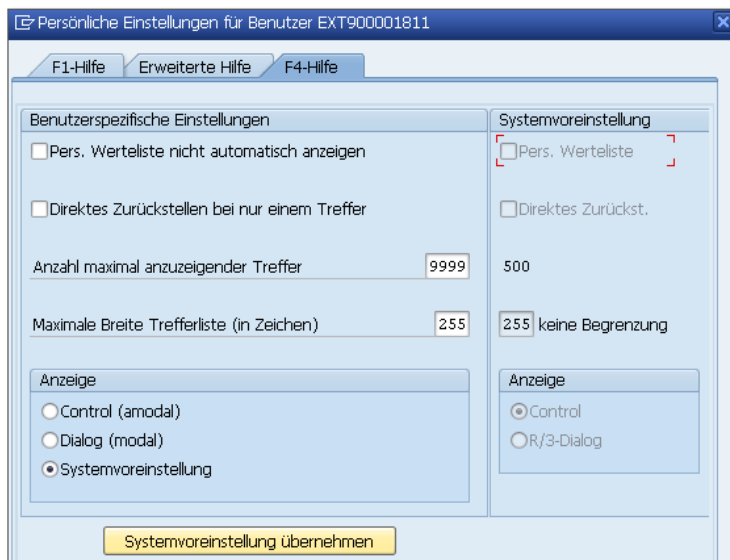 Persönliche Einstellungen für Benutzer EXT900001811
F1-Hilfe Erweiterte Hilfe F4-Hilfe
Benutzerspezifische Einstellungen
Pers. Werteliste nicht automatisch anzeigen
Direktes Zurückstellen bei nur einem Treffer
Anzahl maximal anzuzeigender Treffer 9999
Maximale Breite Trefferliste (in Zeichen) 255
Anzeige
Control (amodal)
Dialog (modal)
Systemvoreinstellung
Systemvoreinstellung
Pers. Werteliste
Direktes Zurückst.
500
255 keine Begrenzung
Anzeige
Control
R/3-Dialog
Systemvoreinstellung übernehmen